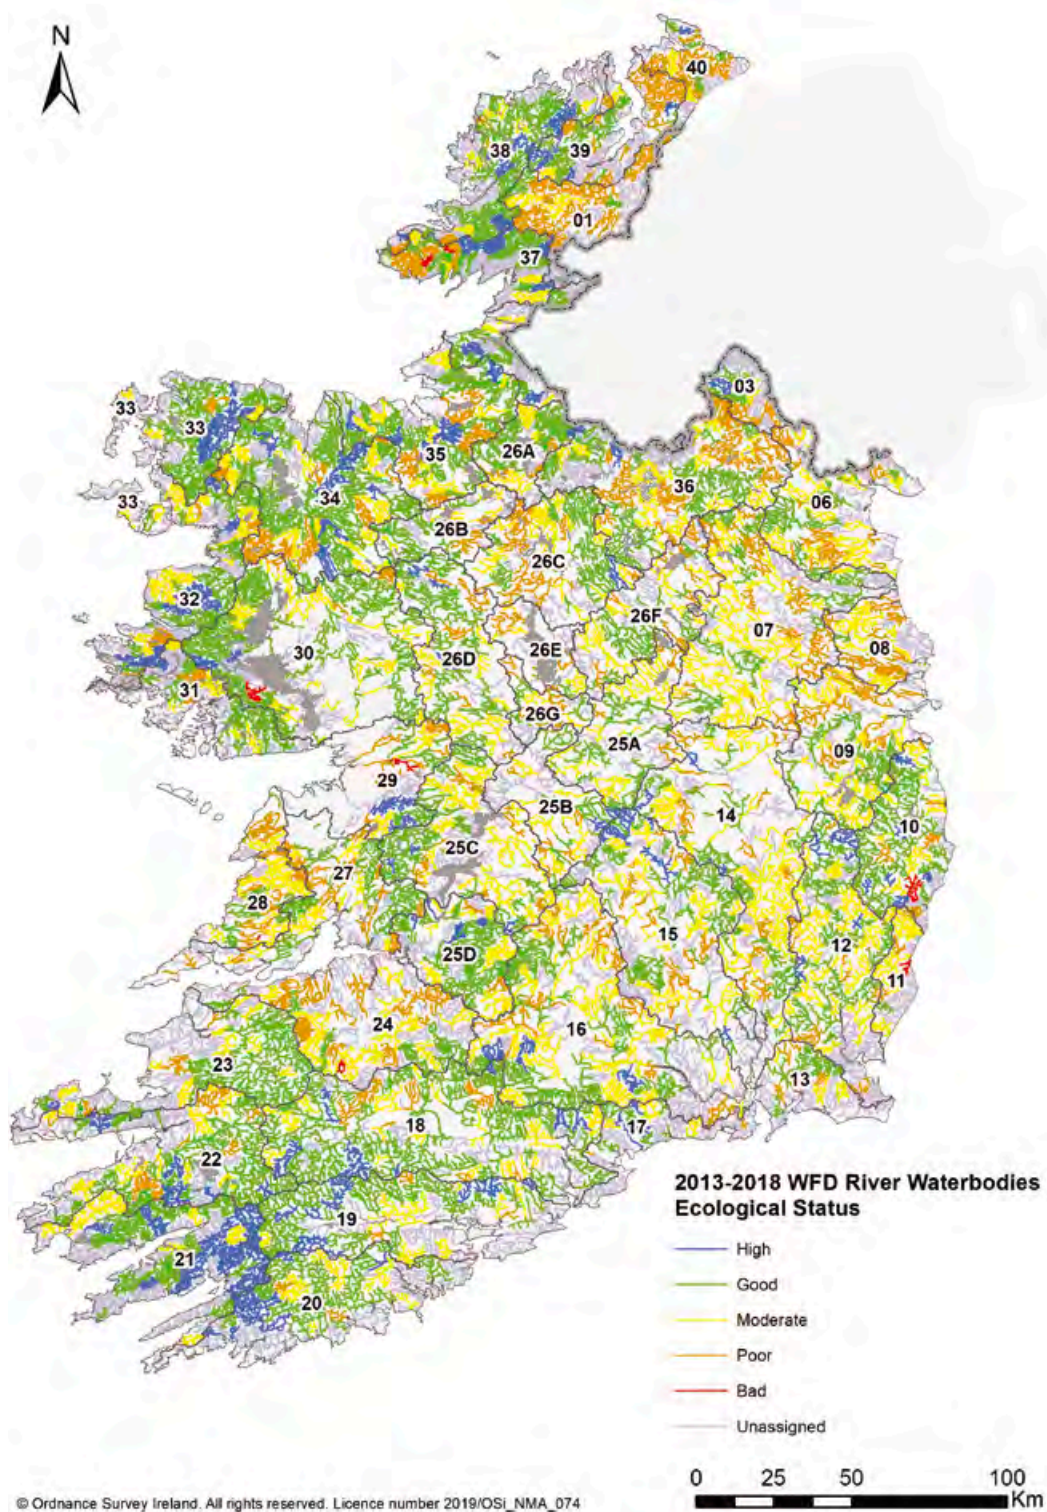 N
40
38
39
01
37
03
33
33
35
26A
36
06
33
34
26B
26C
32
26F
07
08
30
26E
26D
31
26G
25A
09
29
25B
14
10
25C
27
28
15
25D
12
11
24
16
23
13
18
17
22
19
21
20
2013-2018 WFD River Waterbodies
Ecological Status
High
Good
Moderate
Poor
Bad
Unassigned
0 25 50 100
Km
© Ordnance Survey Ireland. All rights reserved. Licence number 2019/OSi_NMA_074